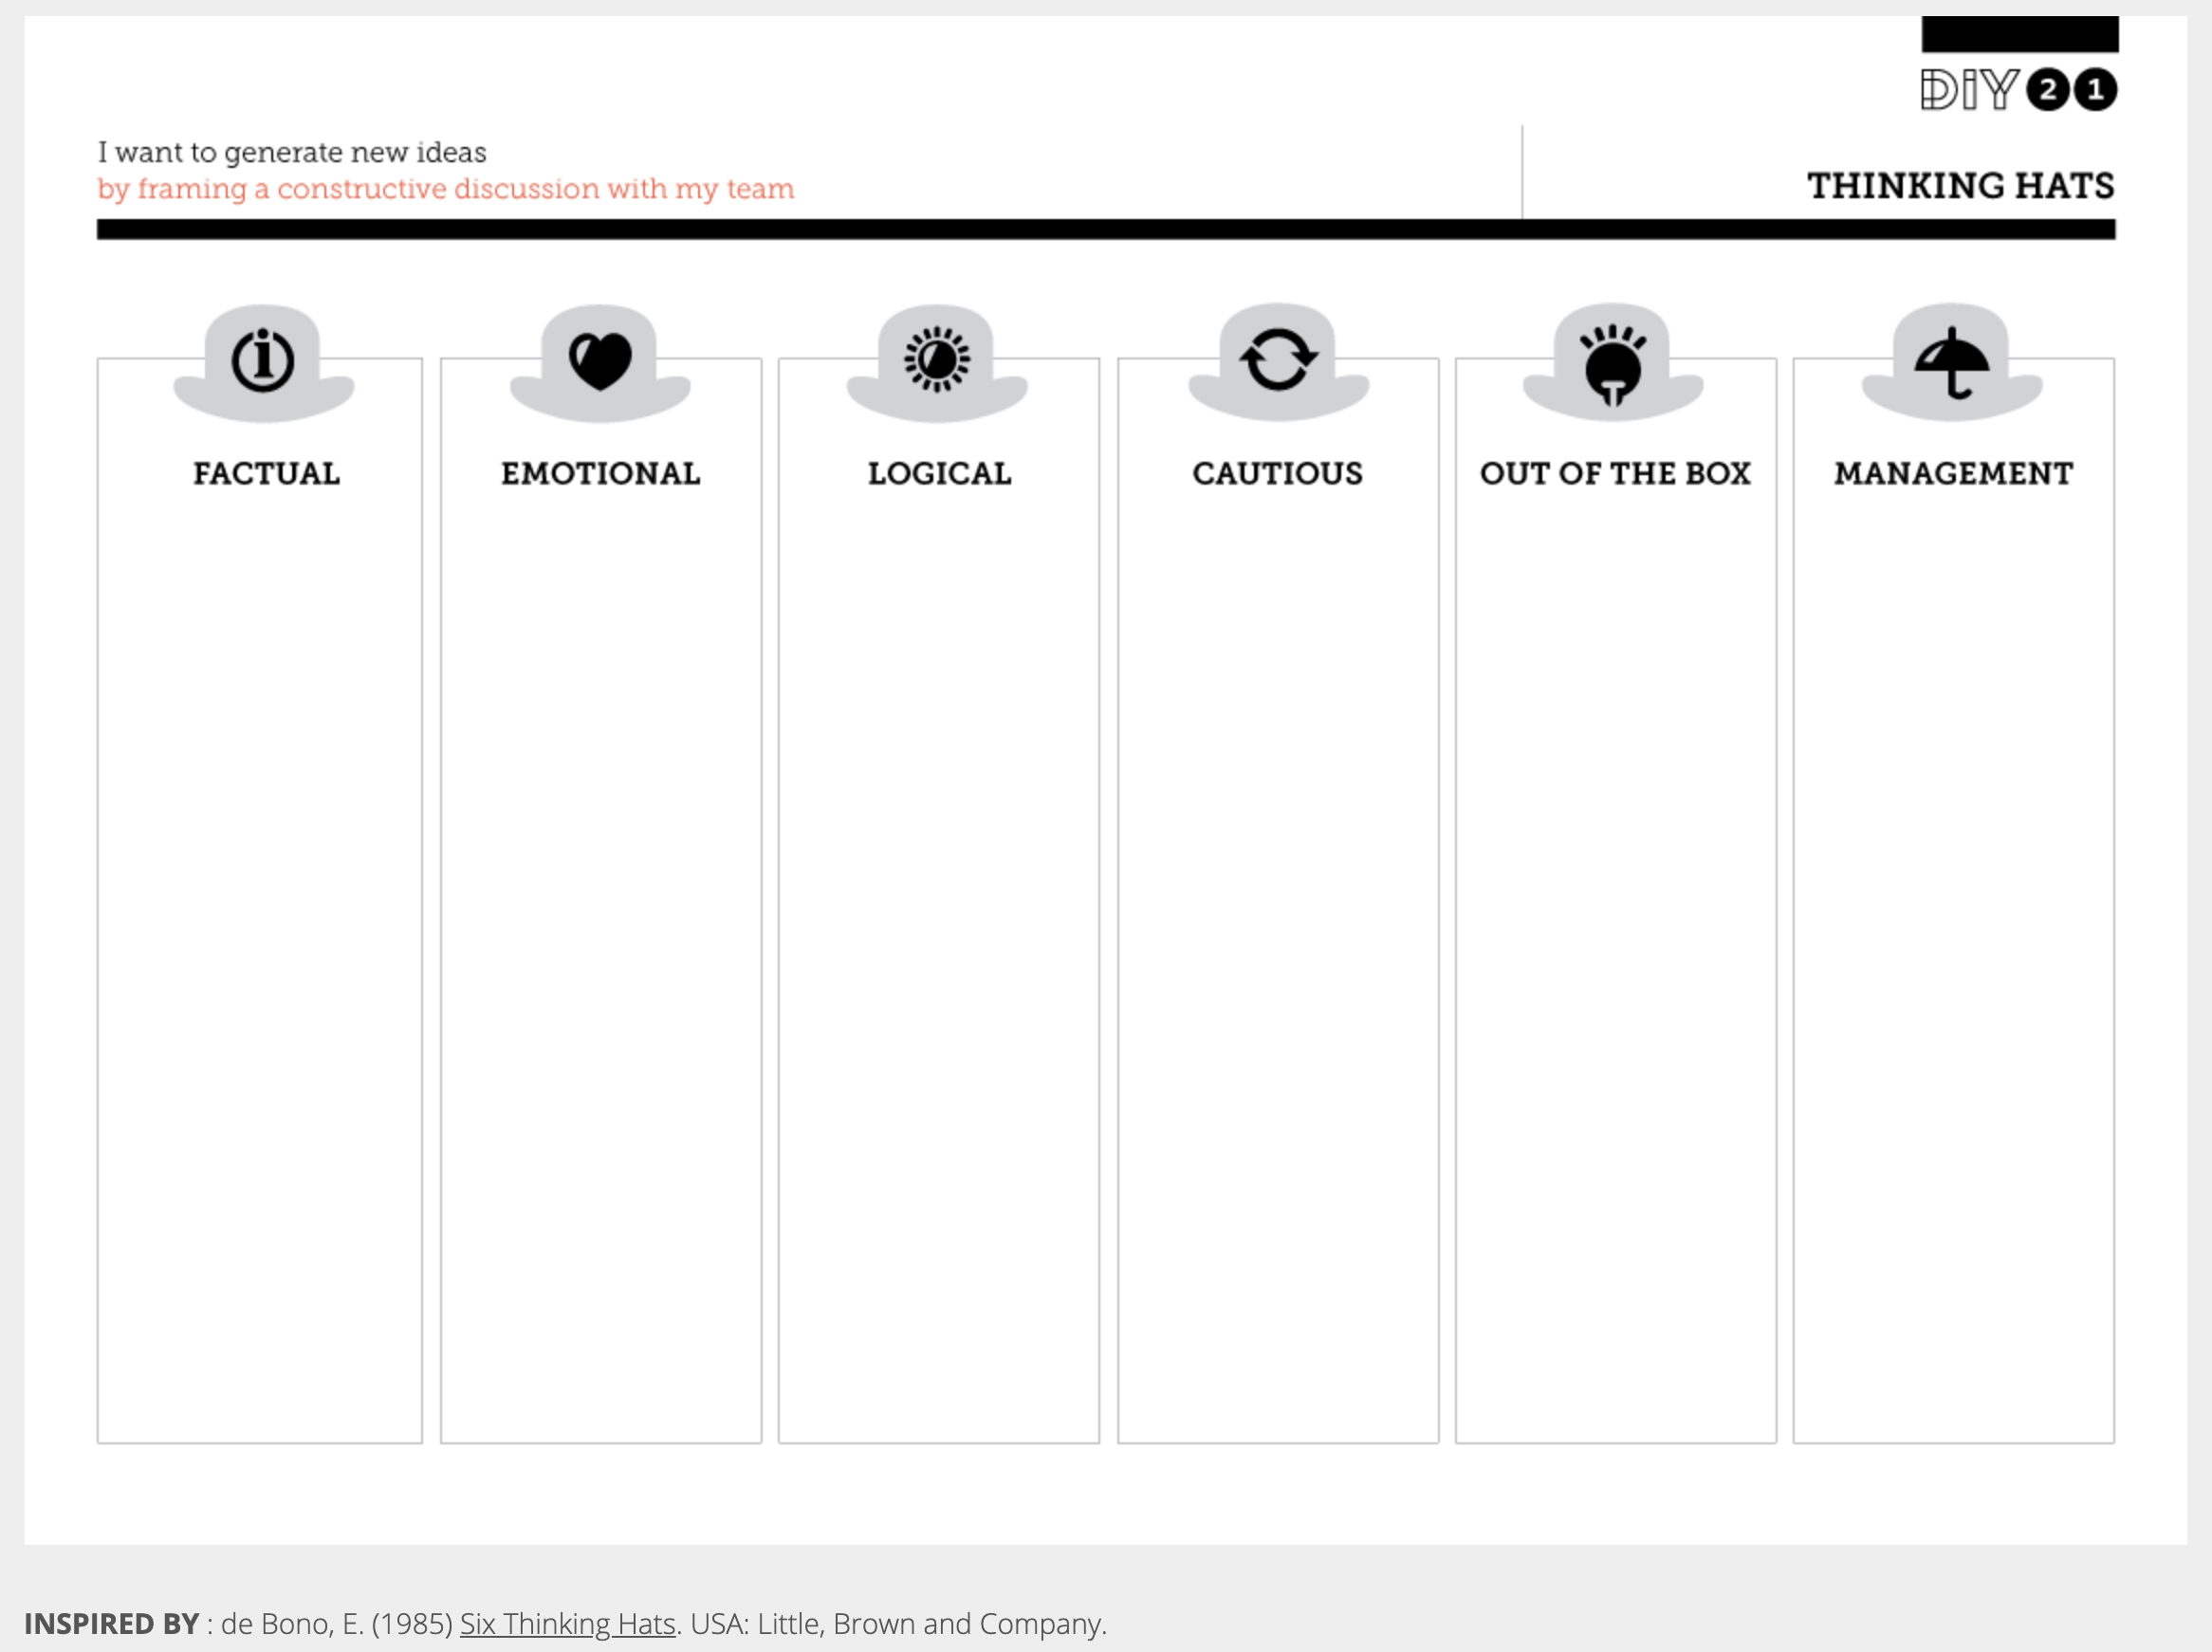 DIY 2 1
I want to generate new ideas
by framing a constructive discussion with my team
THINKING HATS
i
FACTUAL
EMOTIONAL
LOGICAL
CAUTIOUS
OUT OF THE BOX
MANAGEMENT
INSPIRED BY : de Bono, E. (1985) Six Thinking Hats. USA: Little, Brown and Company.